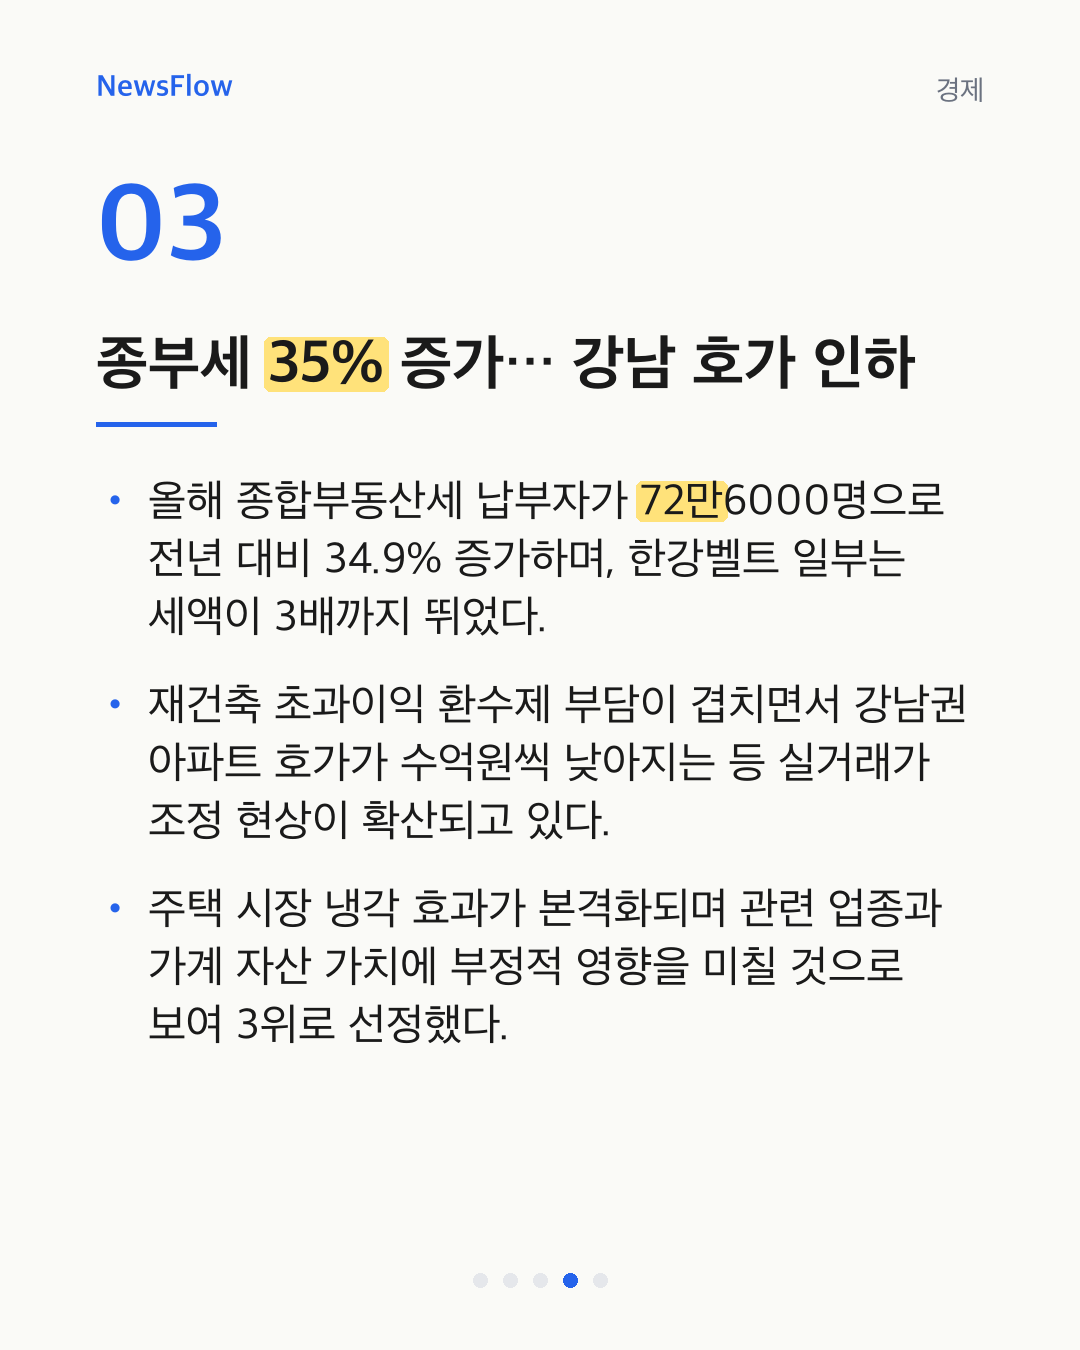 NewsFlow
경제
03
종부세 35% 증가… 강남 호가 인하
• 올해 종합부동산세 납부자가 72만6000명으로
전년 대비 34.9% 증가하며, 한강벨트 일부는
세액이 3배까지 뛰었다.
• 재건축 초과이익 환수제 부담이 겹치면서 강남권
아파트 호가가 수억원씩 낮아지는 등 실거래가
조정 현상이 확산되고 있다.
• 주택 시장 냉각 효과가 본격화되며 관련 업종과
가계 자산 가치에 부정적 영향을 미칠 것으로
보여 3위로 선정했다.